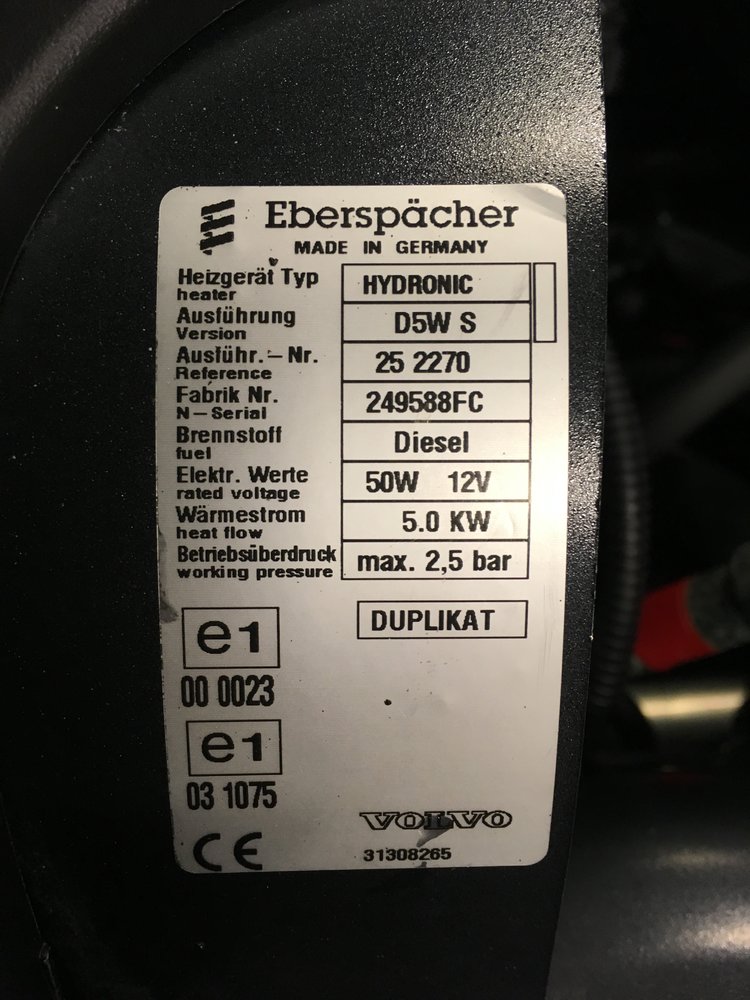 Eberspächer
MADE IN GERMANY
Heizgerät Typ HYDRONIC
heater
Ausführung D5W S
Version
Ausführ.-Nr. 25 2270
Reference
Fabrik Nr. 249588FC
N-Serial
Brennstoff Diesel
fuel
Elektr. Werte 50W 12V
rated voltage
Wärmestrom 5.0 KW
heat flow
Betriebsüberdruck max. 2,5 bar
working pressure
e1 DUPLIKAT
00 0023
e1
03 1075
VOLVO
CE 31308265